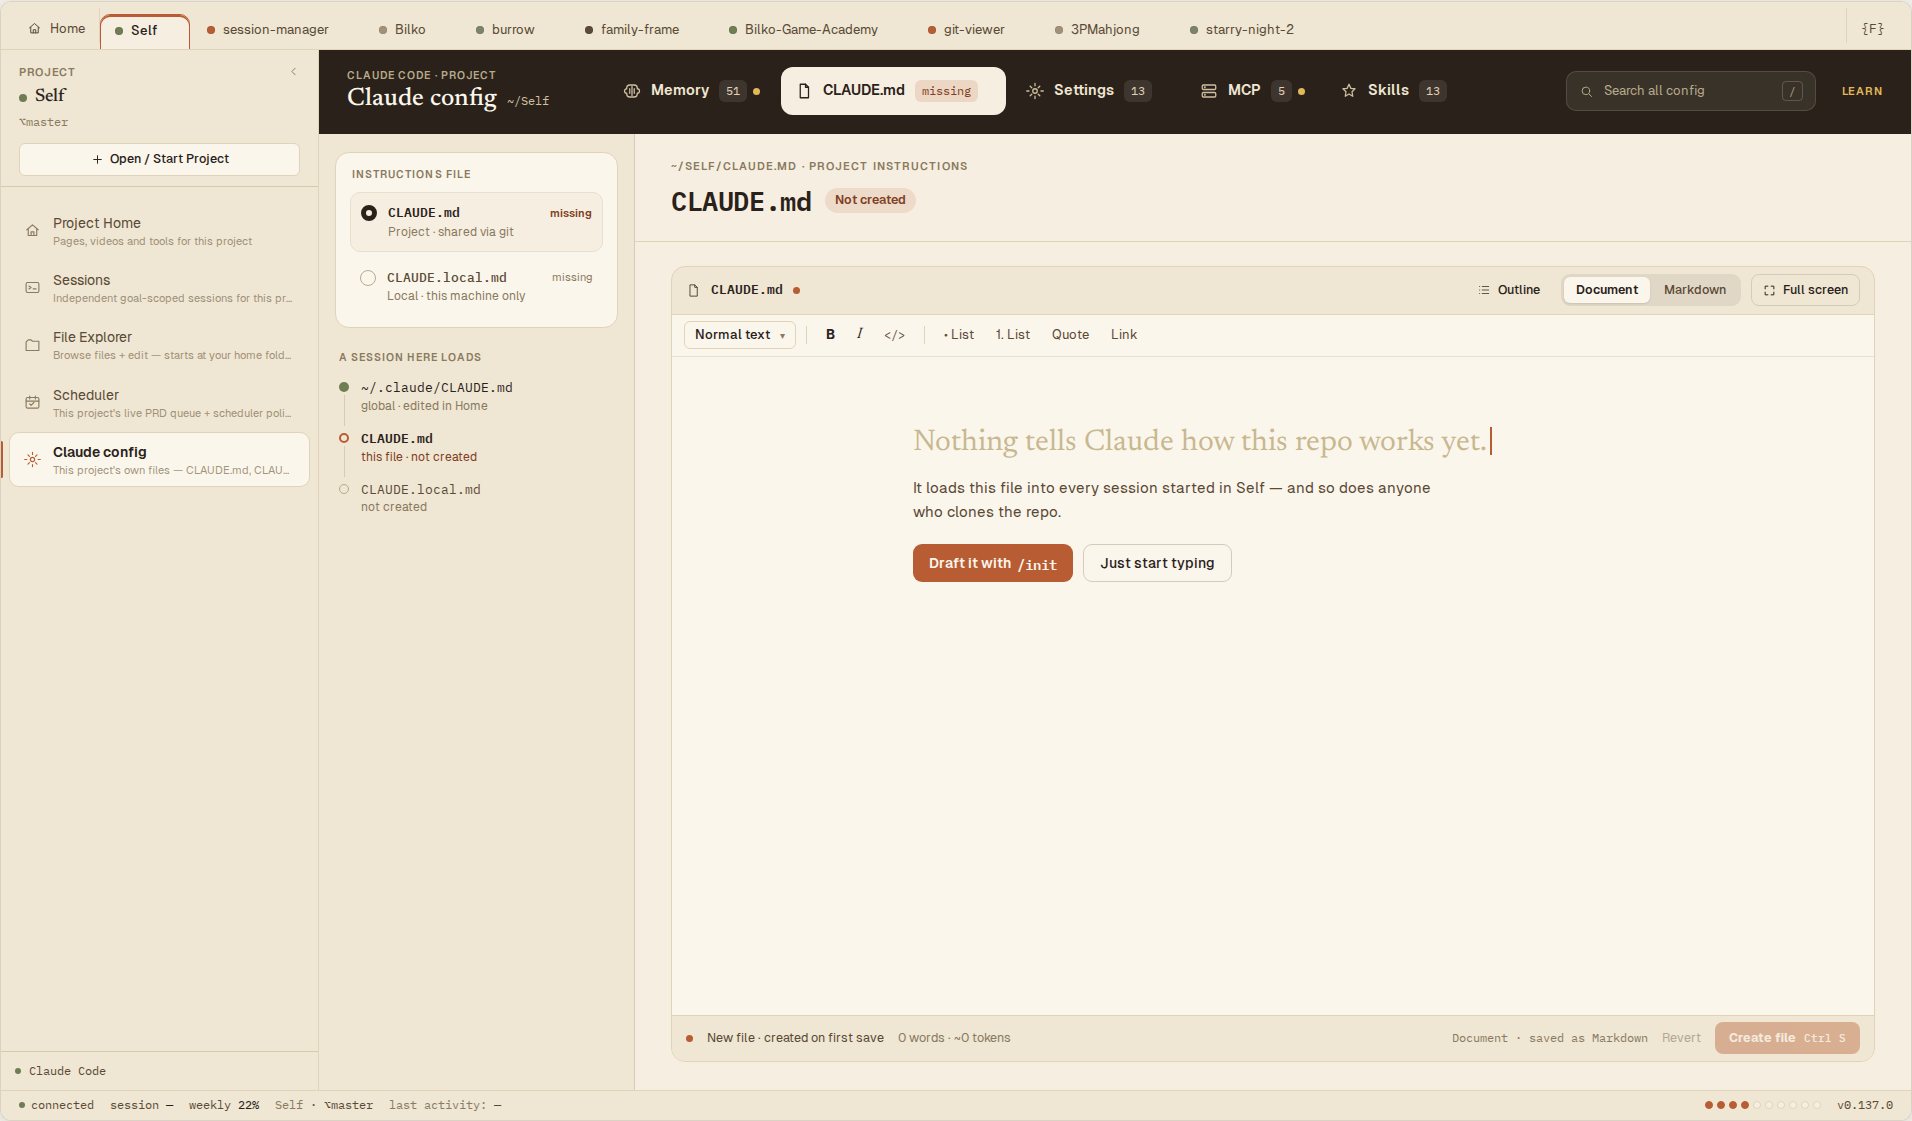 Home
Self
session-manager
Bilko
burrow
family-frame
Bilko-Game-Academy
git-viewer
3PMahjong
starry-night-2
{F}
PROJECT
Self
⌥master
+ Open / Start Project
Project Home
Pages, videos and tools for this project
Sessions
Independent goal-scoped sessions for this pr...
File Explorer
Browse files + edit — starts at your home fold...
Scheduler
This project's live PRD queue + scheduler poli...
Claude config
This project's own files — CLAUDE.md, CLAU...
Claude Code
CLAUDE CODE · PROJECT
Claude config ~/Self
Memory 51
CLAUDE.md missing
Settings 13
MCP 5
Skills 13
Search all config /
LEARN
INSTRUCTIONS FILE
CLAUDE.md missing
Project · shared via git
CLAUDE.local.md missing
Local · this machine only
A SESSION HERE LOADS
~/.claude/CLAUDE.md
global · edited in Home
CLAUDE.md
this file · not created
CLAUDE.local.md
not created
~/SELF/CLAUDE.MD · PROJECT INSTRUCTIONS
CLAUDE.md Not created
CLAUDE.md
Outline
Document Markdown
Full screen
Normal text ▾
B
I
</>
• List
1. List
Quote
Link
Nothing tells Claude how this repo works yet.
It loads this file into every session started in Self — and so does anyone
who clones the repo.
Draft it with /init
Just start typing
New file · created on first save
0 words · ~0 tokens
Document · saved as Markdown
Revert
Create file Ctrl S
connected
session —
weekly 22%
Self · ⌥master
last activity: —
v0.137.0